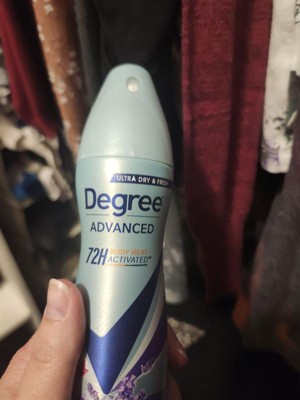 ULTRA DRY & FRESH
Degree
ADVANCED
72H BODY HEAT
ACTIVATED